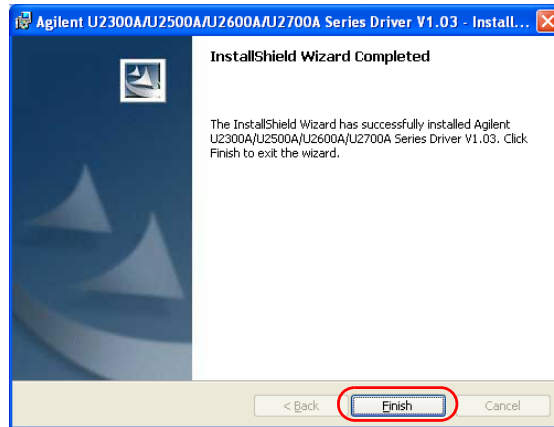 Agilent U2300A/U2500A/U2600A/U2700A Series Driver V1.03 - Install...
InstallShield Wizard Completed
The InstallShield Wizard has successfully installed Agilent
U2300A/U2500A/U2600A/U2700A Series Driver V1.03. Click
Finish to exit the wizard.
< Back
Finish
Cancel